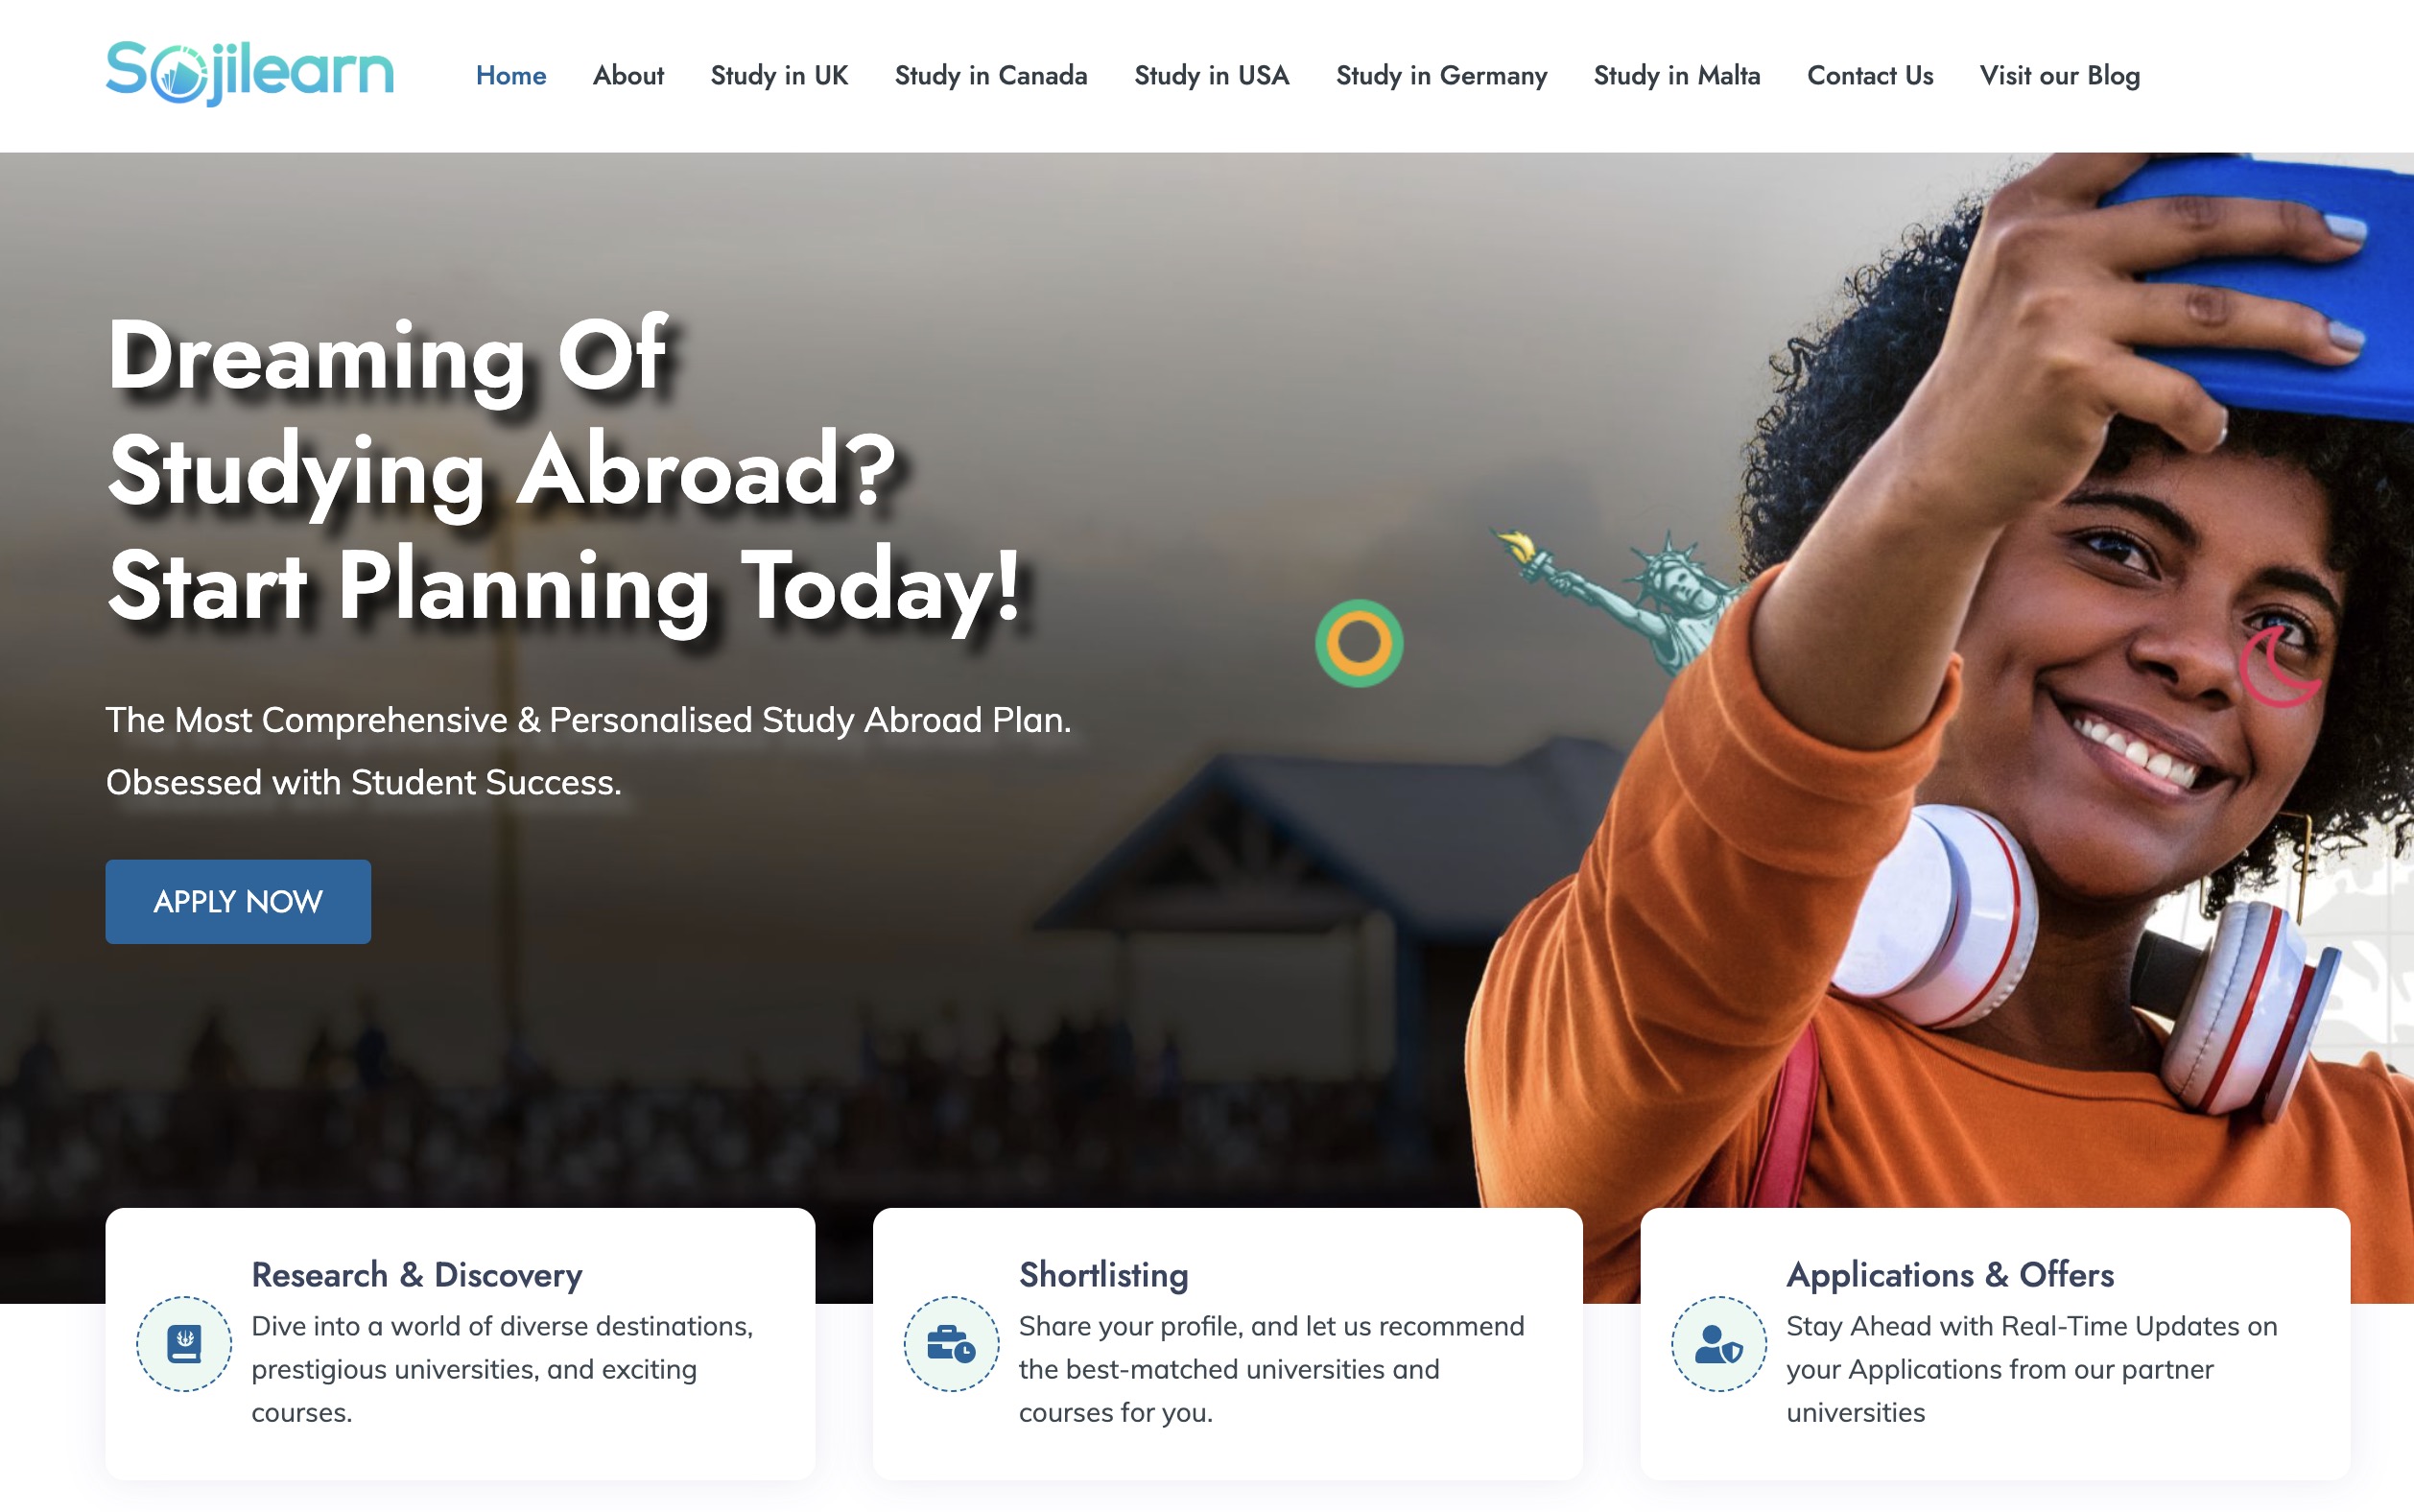 Sojilearn
Home
About
Study in UK
Study in Canada
Study in USA
Study in Germany
Study in Malta
Contact Us
Visit our Blog
Dreaming Of
Studying Abroad?
Start Planning Today!
The Most Comprehensive & Personalised Study Abroad Plan.
Obsessed with Student Success.
APPLY NOW
Research & Discovery
Dive into a world of diverse destinations,
prestigious universities, and exciting
courses.
Shortlisting
Share your profile, and let us recommend
the best-matched universities and
courses for you.
Applications & Offers
Stay Ahead with Real-Time Updates on
your Applications from our partner
universities